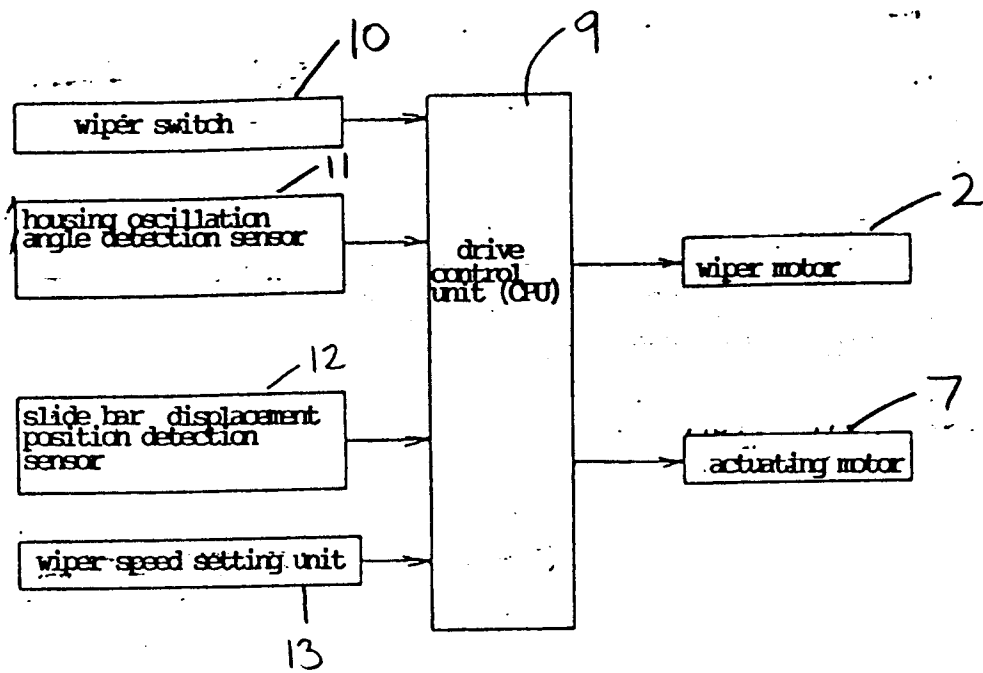 10
9
wiper switch
11
housing oscillation
angle detection sensor
2
drive
control
unit (CPU)
wiper motor
12
slide bar displacement
position detection
sensor
7
actuating motor
wiper speed setting unit
13